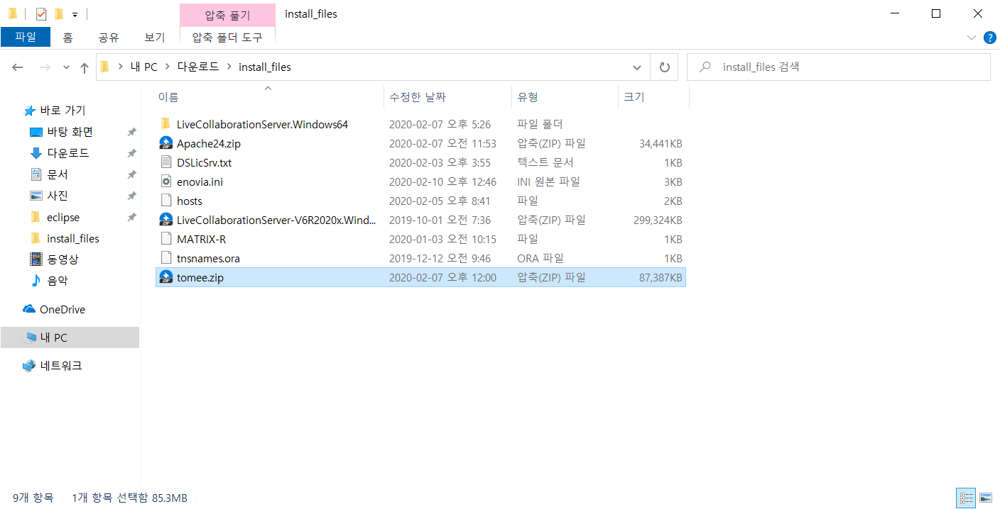 압축 풀기 install_files
파일 홈 공유 보기 압축 폴더 도구
내 PC 다운로드 install_files install_files 검색
이름 수정한 날짜 유형 크기
바로 가기
바탕 화면
다운로드
문서
사진
eclipse
install_files
동영상
음악
OneDrive
내 PC
네트워크
LiveCollaborationServer.Windows64 2020-02-07 오후 5:26 파일 폴더
Apache24.zip 2020-02-07 오전 11:53 압축(ZIP) 파일 34,441KB
DSLicSrv.txt 2020-02-03 오후 3:55 텍스트 문서 1KB
enovia.ini 2020-02-10 오후 12:46 INI 원본 파일 3KB
hosts 2020-02-05 오후 8:41 파일 2KB
LiveCollaborationServer-V6R2020x.Wind... 2019-10-01 오전 7:36 압축(ZIP) 파일 299,324KB
MATRIX-R 2020-01-03 오전 10:15 파일 1KB
tnsnames.ora 2019-12-12 오전 9:46 ORA 파일 1KB
tomee.zip 2020-02-07 오후 12:00 압축(ZIP) 파일 87,387KB
9개 항목 1개 항목 선택함 85.3MB